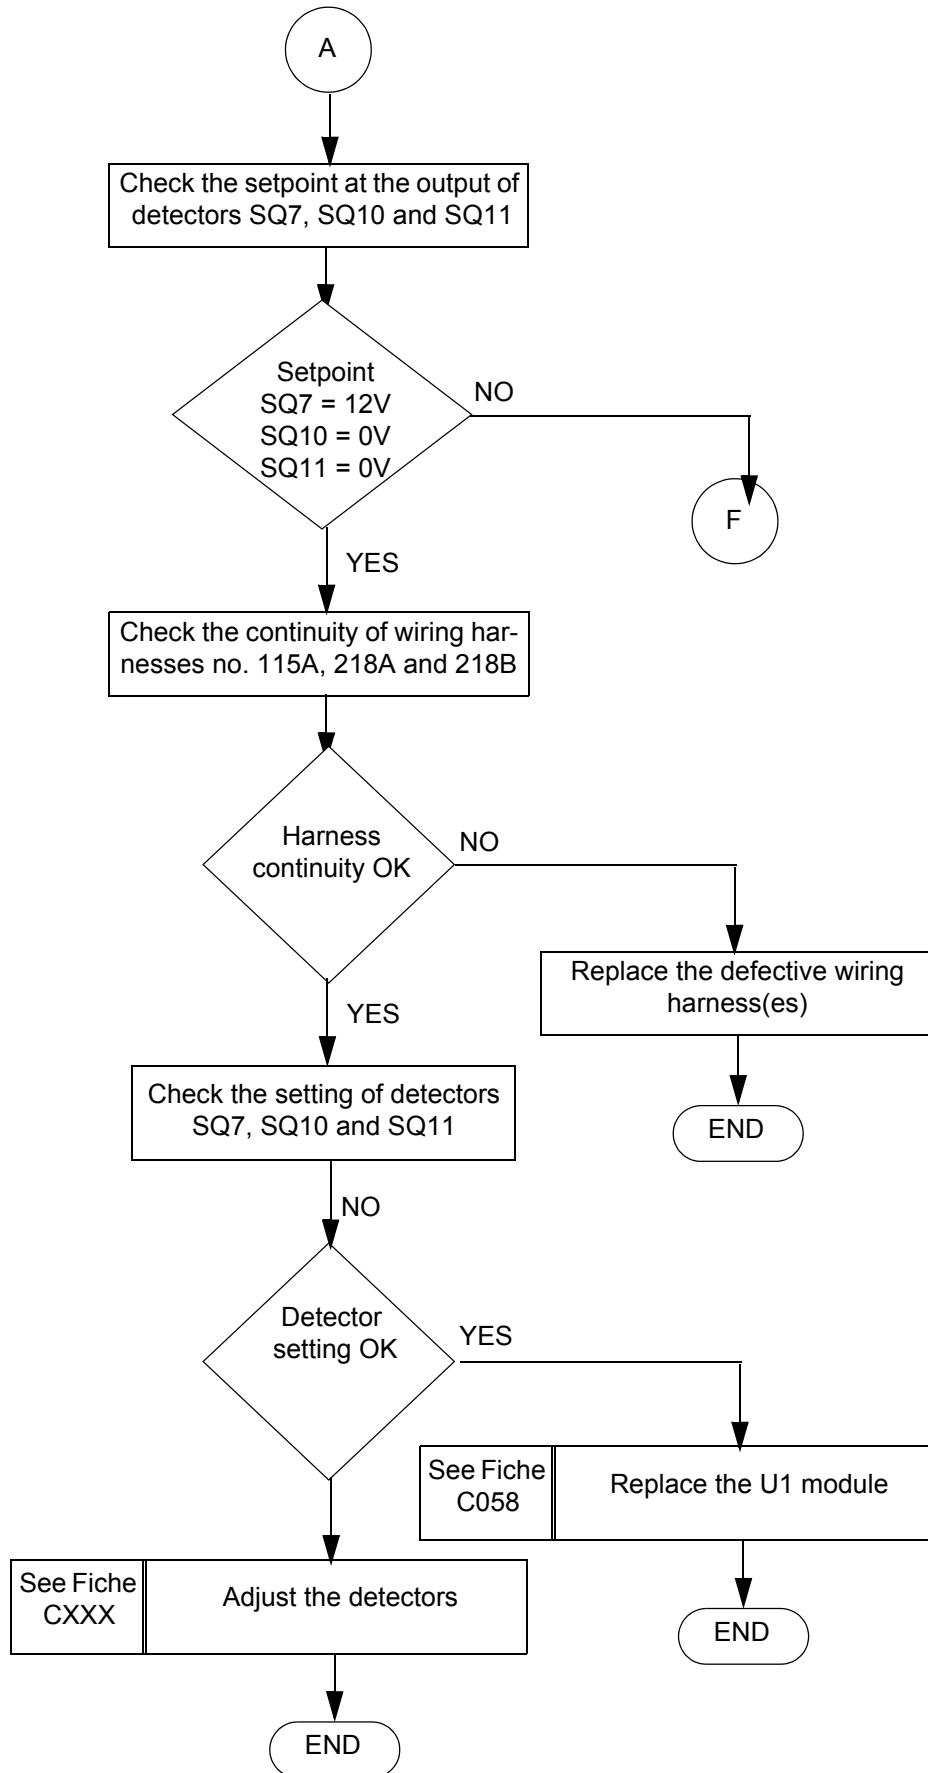 A
Check the setpoint at the output of
detectors SQ7, SQ10 and SQ11
Setpoint
SQ7 = 12V
SQ10 = 0V
SQ11 = 0V
NO
F
YES
Check the continuity of wiring har-
nesses no. 115A, 218A and 218B
Harness
continuity OK
NO
Replace the defective wiring
harness(es)
END
YES
Check the setting of detectors
SQ7, SQ10 and SQ11
NO
Detector
setting OK
YES
See Fiche
C058
Replace the U1 module
END
See Fiche
CXXX
Adjust the detectors
END